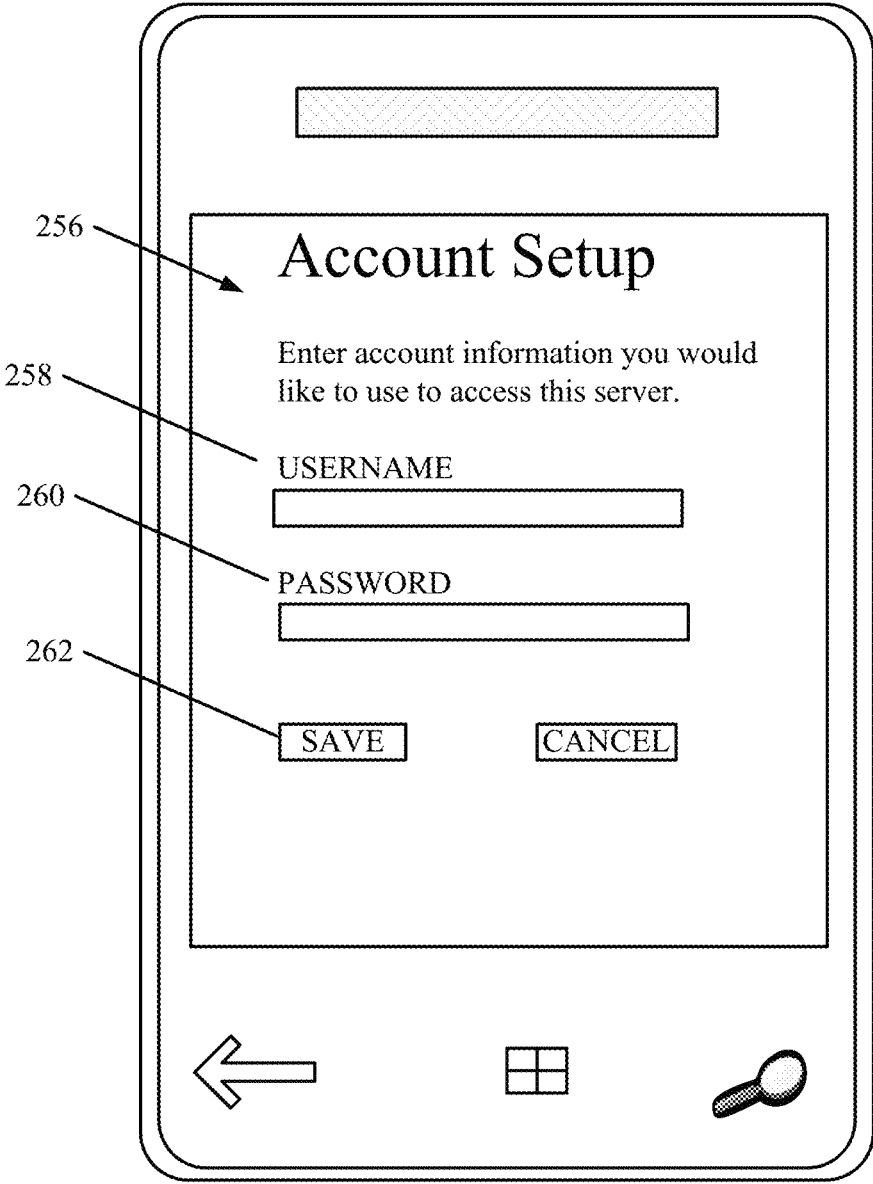 256
Account Setup
Enter account information you would
like to use to access this server.
258
USERNAME
260
PASSWORD
262
SAVE CANCEL